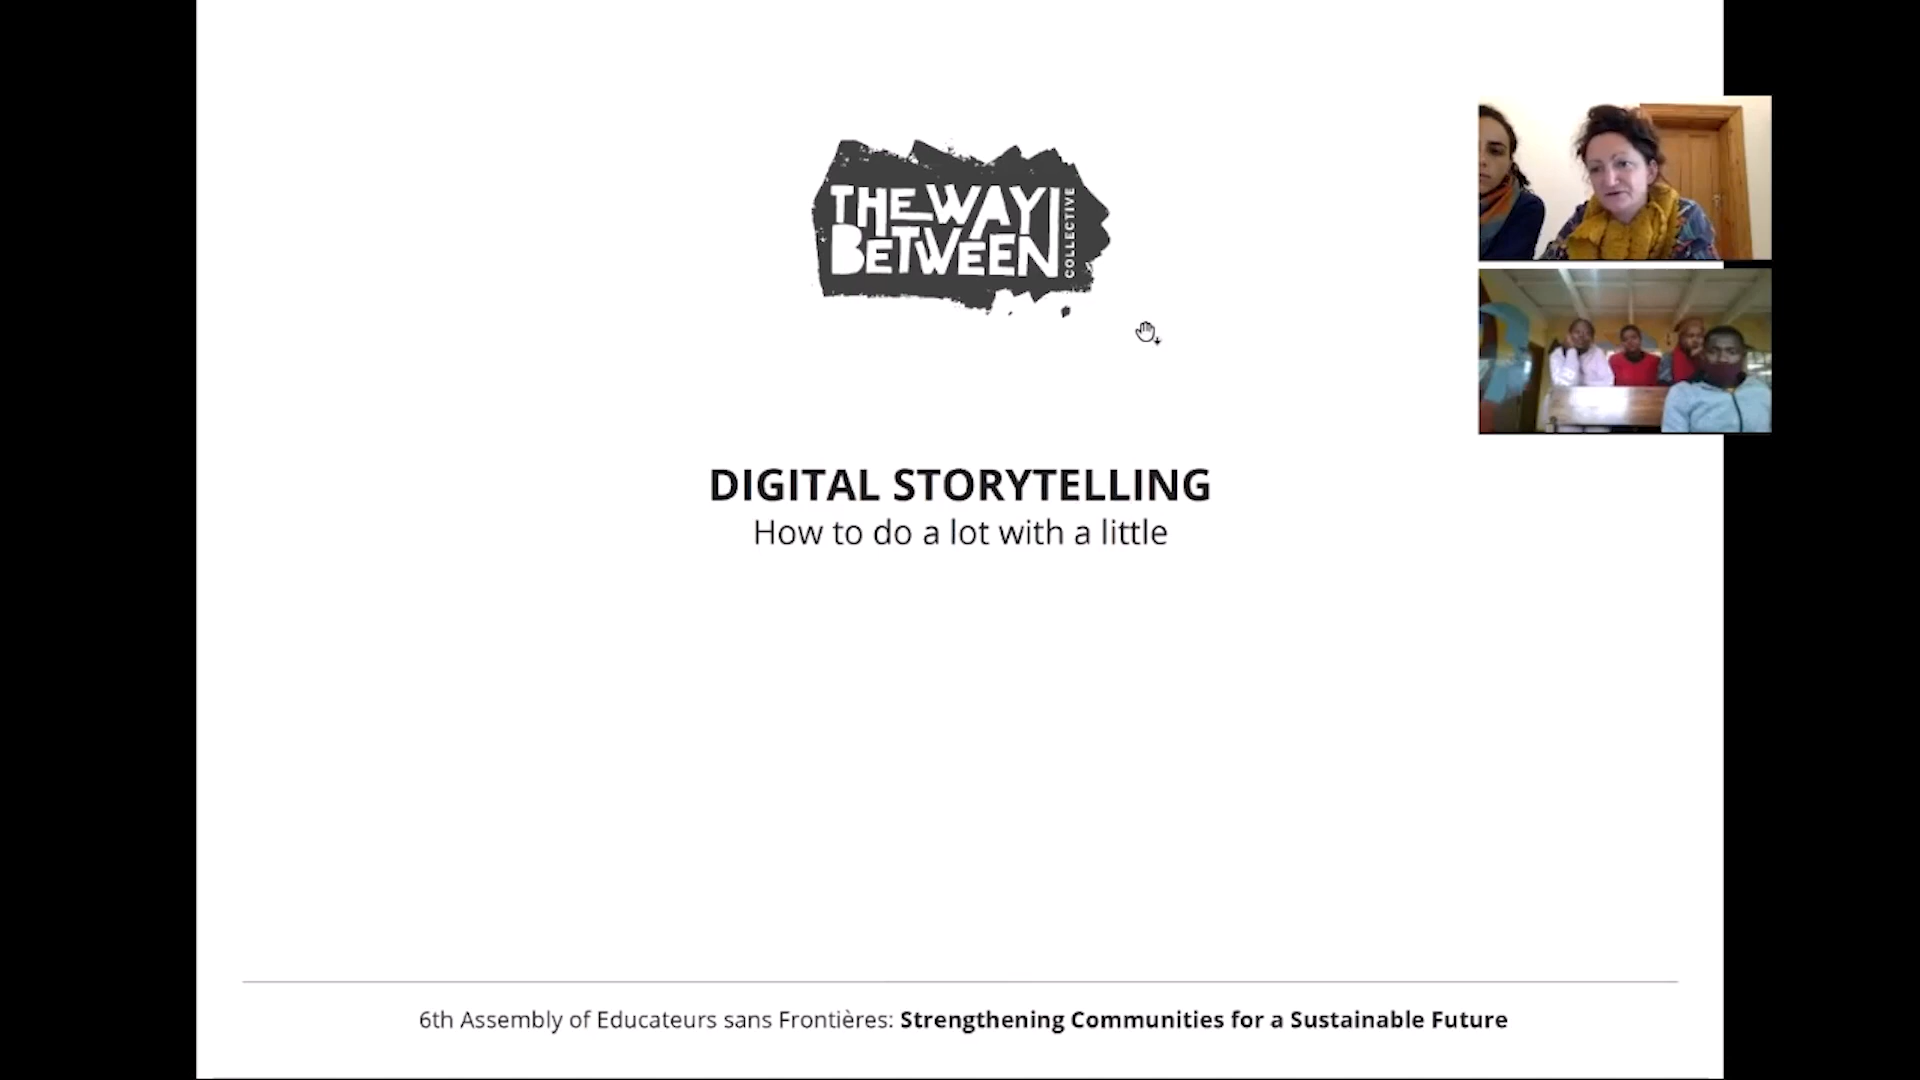 THE WAY
BETWEEN
COLLECTIVE
DIGITAL STORYTELLING
How to do a lot with a little
6th Assembly of Educateurs sans Frontières: Strengthening Communities for a Sustainable Future